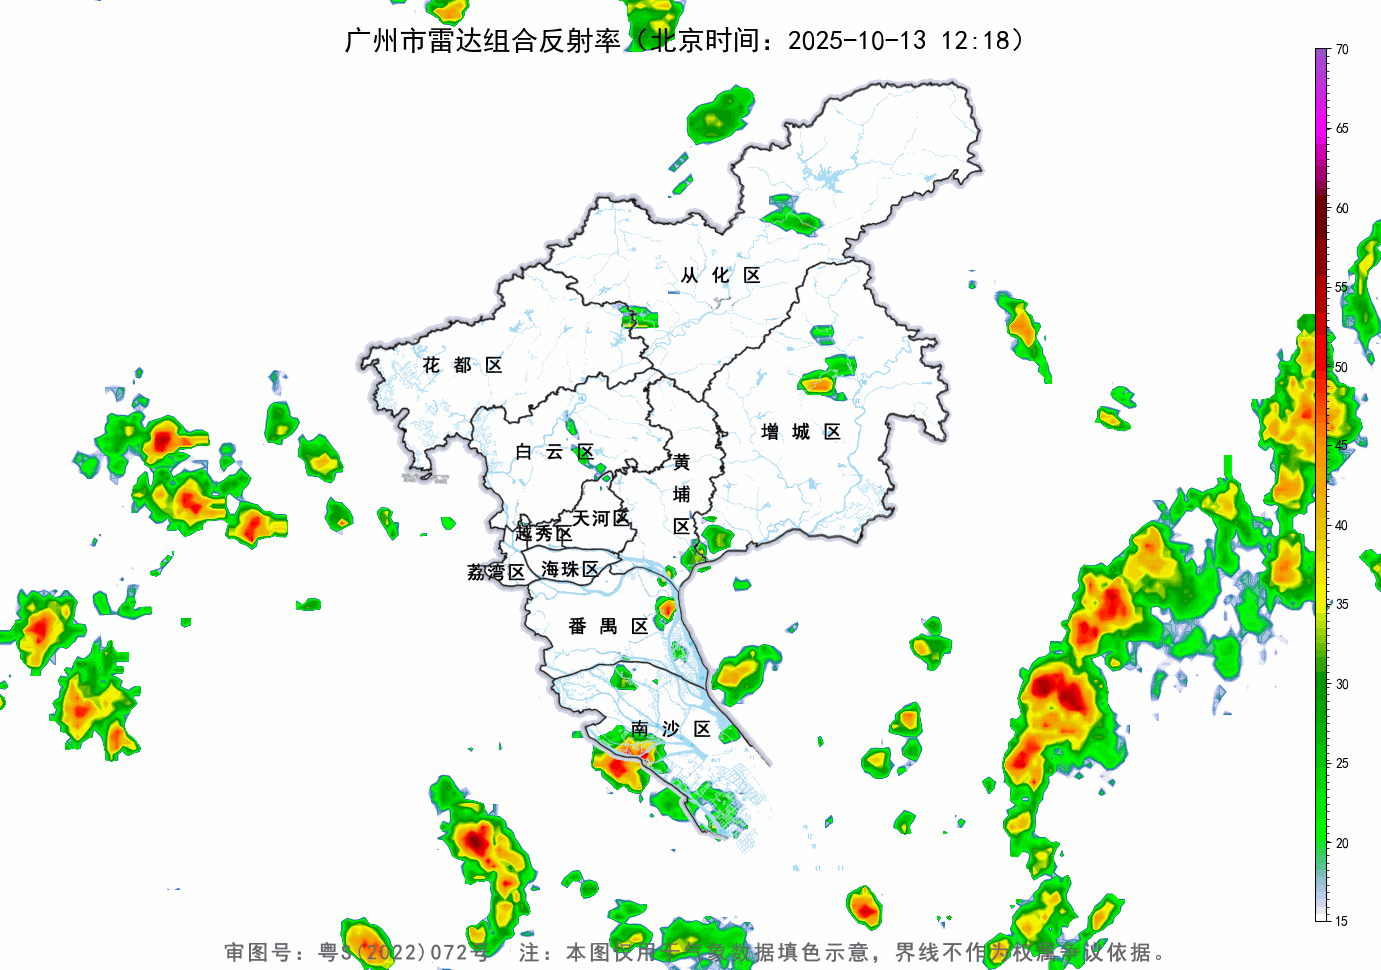 广州市雷达组合反射率（北京时间：2025-10-13 12:18）
70
65
60
55
50
45
40
35
30
25
20
15
从 化 区
花 都 区
增 城 区
白 云 区
黄
埔
区
天河区
越秀区
荔湾区
海珠区
番 禺 区
南 沙 区
审图号：粤S(2022)072号 注：本图仅用于气象数据填色示意，界线不作为权属争议依据。